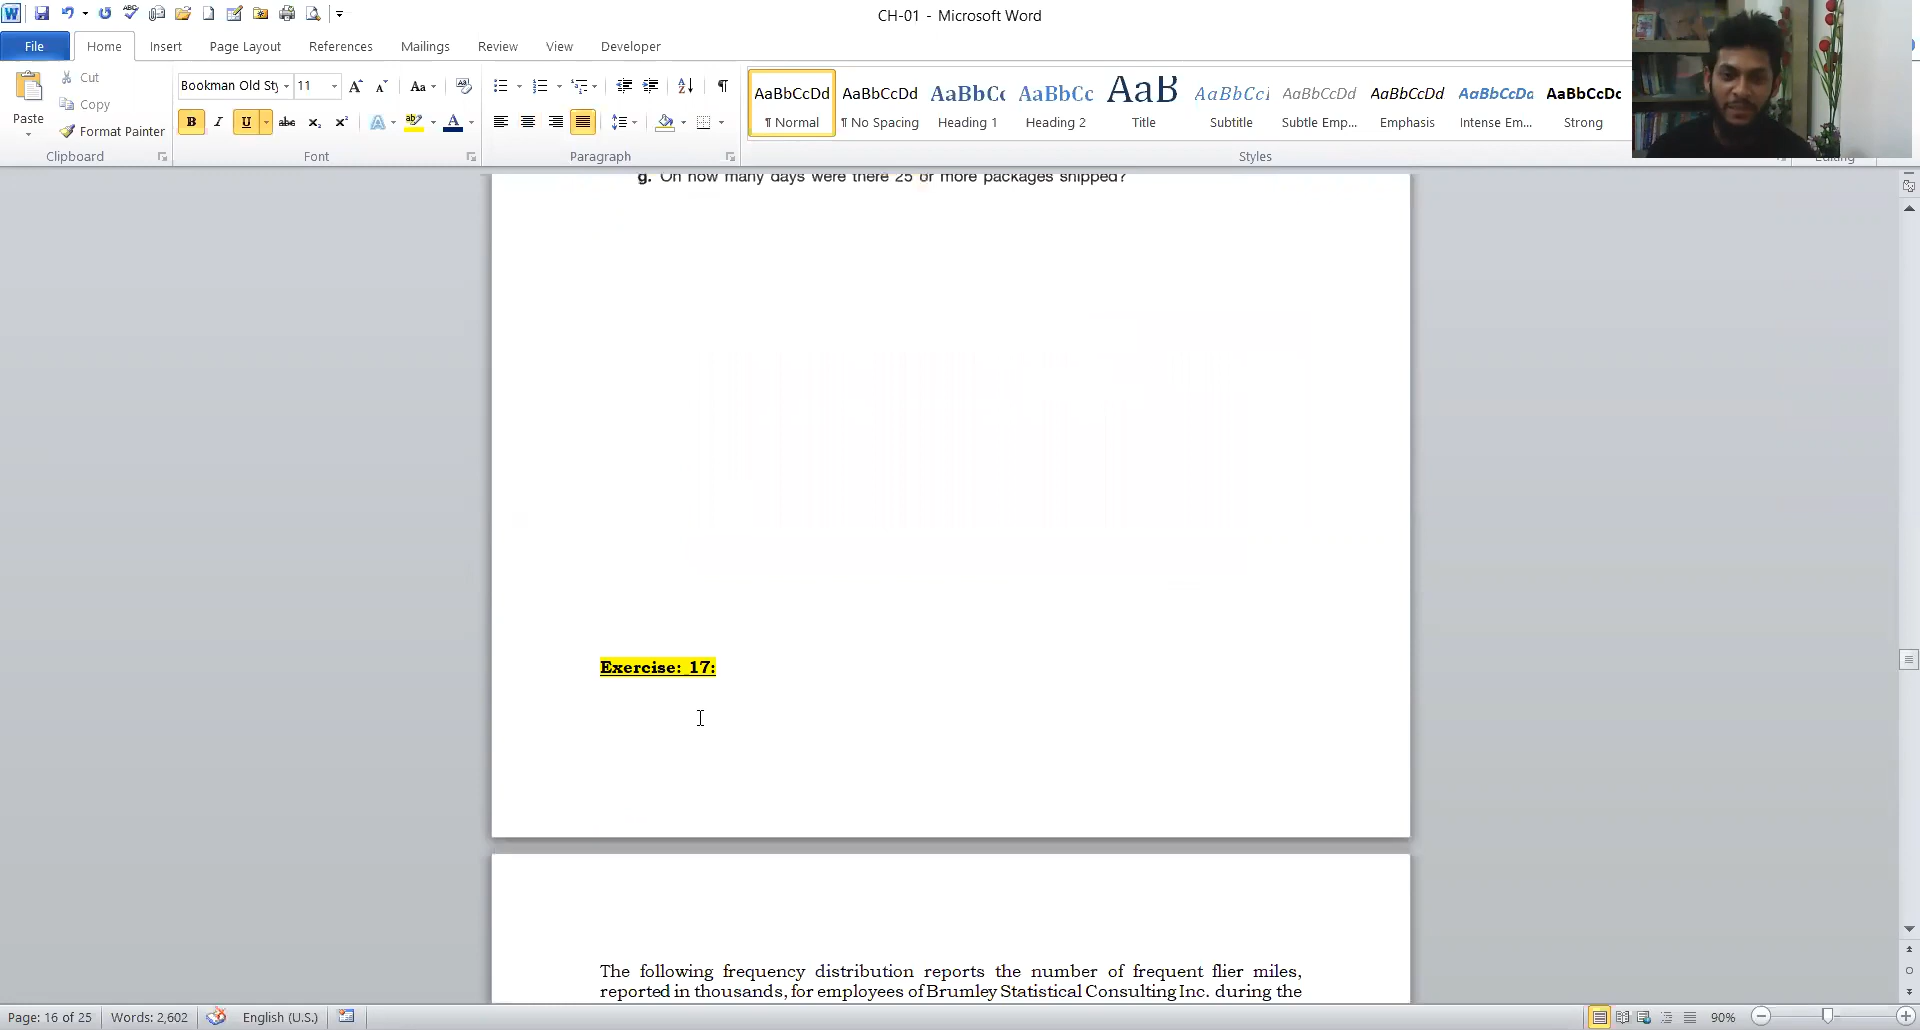 CH-01 - Microsoft Word
File Home Insert Page Layout References Mailings Review View Developer
Paste
Cut
Copy
Format Painter
Clipboard
Bookman Old Sty 11
Font
Paragraph
AaBbCcDd AaBbCcDd AaBbCc AaBbCc AaB AaBbCcl AaBbCcDd AaBbCcDd AaBbCcDd AaBbCcDc
¶ Normal ¶ No Spacing Heading 1 Heading 2 Title Subtitle Subtle Emp... Emphasis Intense Em... Strong
Styles
g. On how many days were there 25 or more packages shipped?
Exercise: 17:
The following frequency distribution reports the number of frequent flier miles,
reported in thousands, for employees of Brumley Statistical Consulting Inc. during the
Page: 16 of 25 Words: 2,602 English (U.S.) 90%